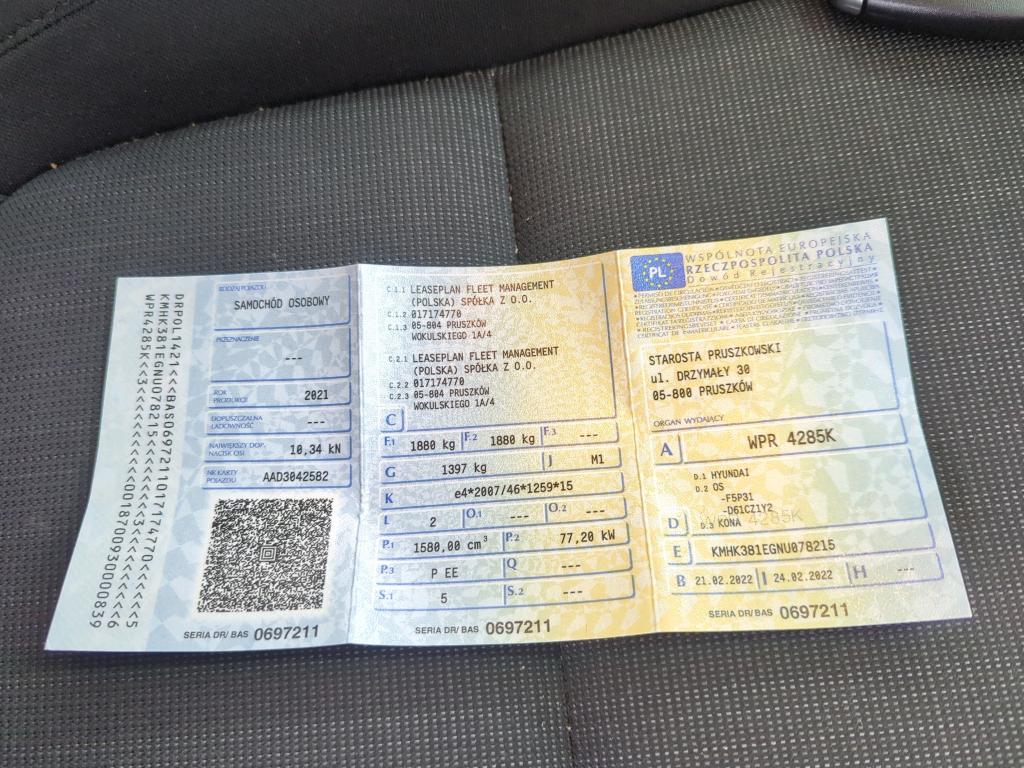 DRPOL1421<<BAS0697211017174770<<<<<5
KMHK381EGNU078215<<<<<<<<<<<<<<<<<<6
RODZAJ POJAZDU
SAMOCHÓD OSOBOWY
PRZEZNACZENIE
---
ROK
PRODUKCJI
2021
DOPUSZCZALNA
ŁADOWNOŚĆ
---
NAJWIĘKSZY DOP.
NACISK OSI
10,34 kN
NR KARTY
POJAZDU
AAD3042582
SERIA DR/ BAS 0697211
C.1.1 LEASEPLAN FLEET MANAGEMENT
(POLSKA) SPÓŁKA Z O.O.
C.1.2 017174770
C.1.3 05-804 PRUSZKÓW
WOKULSKIEGO 1A/4
C.2.1 LEASEPLAN FLEET MANAGEMENT
(POLSKA) SPÓŁKA Z O.O.
C.2.2 017174770
C.2.3 05-804 PRUSZKÓW
WOKULSKIEGO 1A/4
C
F.1 1880 kg F.2 1880 kg F.3 ---
G 1397 kg J M1
K e4*2007/46*1259*15
L 2 O.1 --- O.2 ---
P.1 1580,00 cm³ P.2 77,20 kW
P.3 P EE Q ---
S.1 5 S.2 ---
SERIA DR/ BAS 0697211
PL
WSPÓLNOTA EUROPEJSKA
RZECZPOSPOLITA POLSKA
Dowód Rejestracyjny
STAROSTA PRUSZKOWSKI
ul. DRZYMAŁY 30
05-800 PRUSZKÓW
ORGAN WYDAJĄCY
A WPR 4285K
D.1 HYUNDAI
D.2 OS
-F5P31
-D61CZ1Y2
D D.3 KONA
4285K
E KMHK381EGNU078215
B 21.02.2022 I 24.02.2022 H ---
SERIA DR/ BAS 0697211